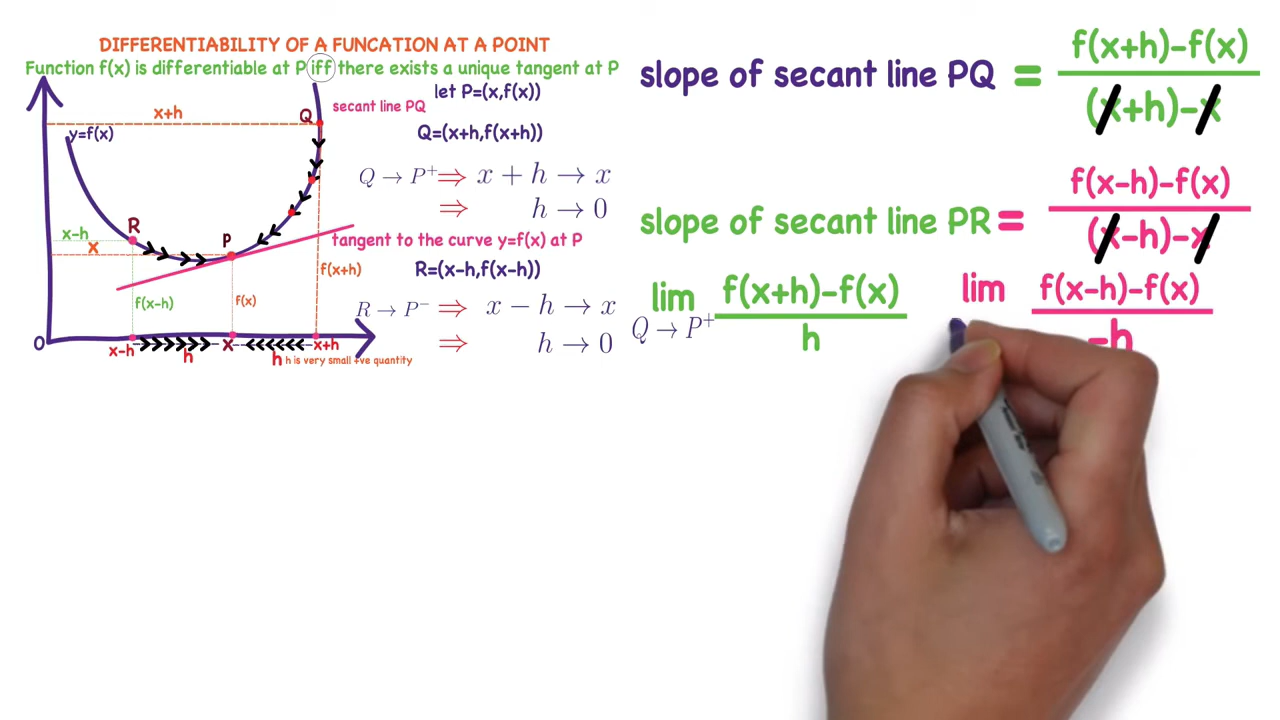 DIFFERENTIABILITY OF A FUNCATION AT A POINT
Function f(x) is differentiable at P iff there exists a unique tangent at P
let P=(x,f(x))
secant line PQ
x+h
Q
y=f(x)
Q=(x+h,f(x+h))
Q → P⁺ ⇒ x + h → x
⇒ h → 0
R
x-h
P
x
tangent to the curve y=f(x) at P
f(x+h)
R=(x-h,f(x-h))
f(x-h)
f(x)
R → P⁻ ⇒ x − h → x
⇒ h → 0
O
x-h
h
x
h
x+h
h is very small +ve quantity
slope of secant line PQ = f(x+h)-f(x)
(x+h)-x
slope of secant line PR = f(x-h)-f(x)
(x-h)-x
lim f(x+h)-f(x)
Q → P⁺ h
lim f(x-h)-f(x)
-h